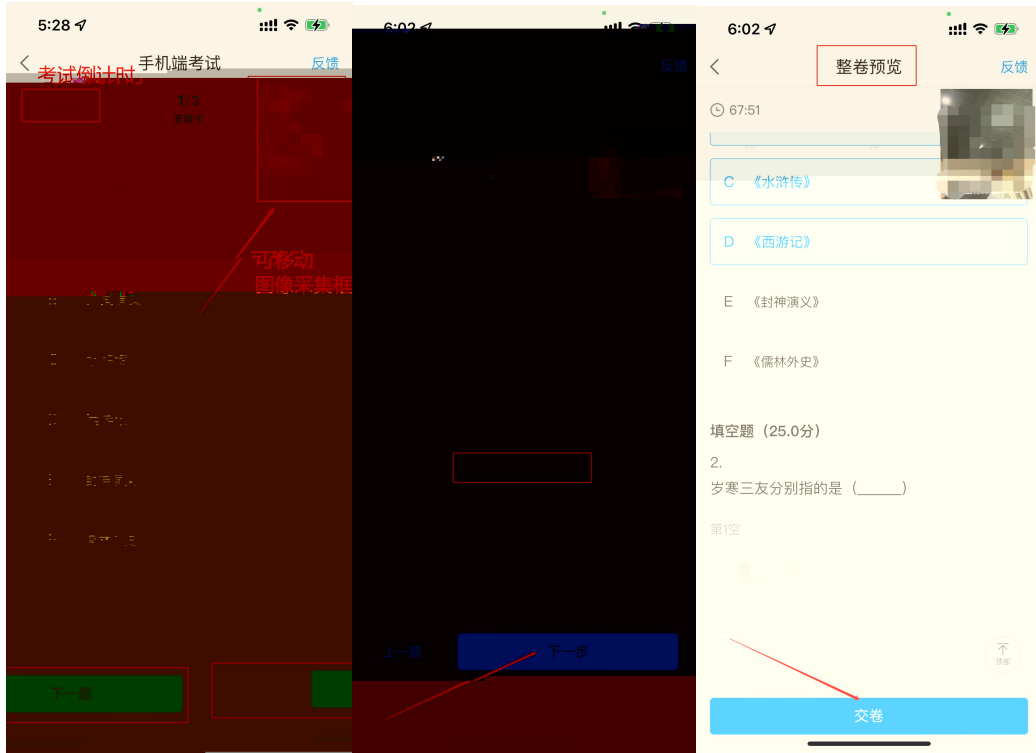 5:28
手机端考试
反馈
考试倒计时
1/3
可移动
图像采集框
下一题
6:02
反馈
上一题
下一步
6:02
整卷预览
反馈
67:51
C 《水浒传》
D 《西游记》
E 《封神演义》
F 《儒林外史》
填空题（25.0分）
2.
岁寒三友分别指的是（______）
第1空
顶部
交卷